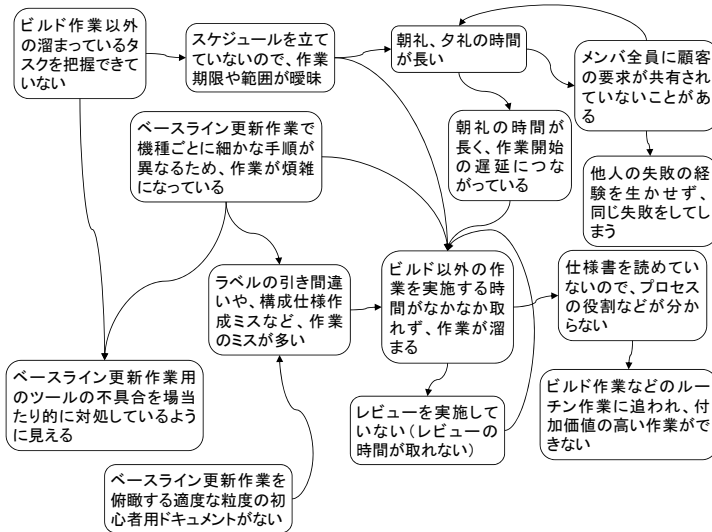 ビルド作業以外
の溜まっているタ
スクを把握できて
いない
スケジュールを立て
ていないので、作業
期限や範囲が曖昧
朝礼、夕礼の時間
が長い
メンバ全員に顧客
の要求が共有され
ていないことがあ
る
ベースライン更新作業で
機種ごとに細かな手順が
異なるため、作業が煩雑
になっている
朝礼の時間が
長く、作業開始
の遅延につな
がっている
他人の失敗の経
験を生かせず、
同じ失敗をしてし
まう
ラベルの引き間違
いや、構成仕様作
成ミスなど、作業
のミスが多い
ビルド以外の作
業を実施する時
間がなかなか取
れず、作業が溜
まる
仕様書を読めてい
ないので、プロセス
の役割などが分か
らない
ベースライン更新作業用
のツールの不具合を場当
たり的に対処しているよう
に見える
レビューを実施して
いない（レビューの
時間が取れない）
ビルド作業などのルー
チン作業に追われ、付
加価値の高い作業がで
きない
ベースライン更新作業を
俯瞰する適度な粒度の初
心者用ドキュメントがない